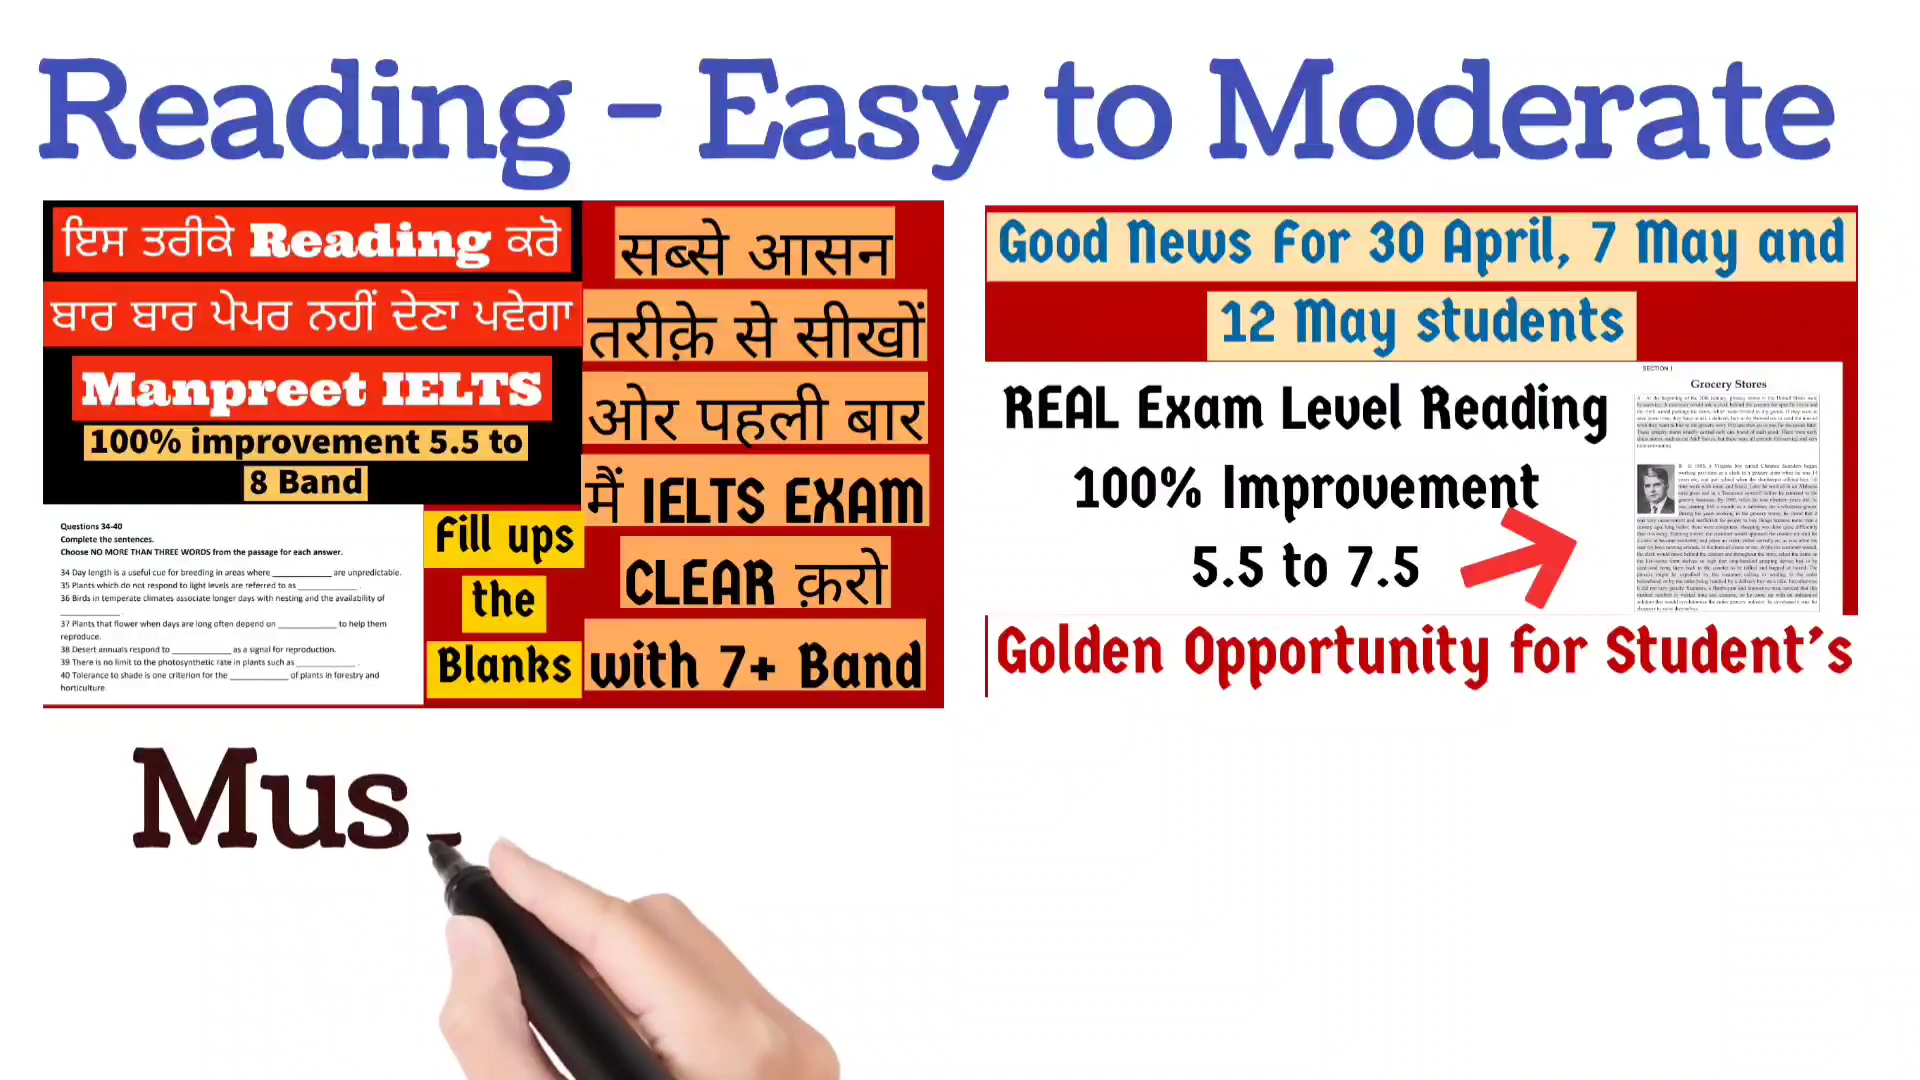 Reading - Easy to Moderate
ਇਸ ਤਰੀਕੇ Reading ਕਰੋ
ਬਾਰ ਬਾਰ ਪੇਪਰ ਨਹੀਂ ਦੇਣਾ ਪਵੇਗਾ
Manpreet IELTS
100% improvement 5.5 to
8 Band
Questions 34-40
Complete the sentences.
Choose NO MORE THAN THREE WORDS from the passage for each answer.
34 Day length is a useful cue for breeding in areas where ____________ are unpredictable.
35 Plants which do not respond to light levels are referred to as ____________ .
36 Birds in temperate climates associate longer days with nesting and the availability of
____________ .
37 Plants that flower when days are long often depend on ____________ to help them
reproduce.
38 Desert annuals respond to ____________ as a signal for reproduction.
39 There is no limit to the photosynthetic rate in plants such as ____________ .
40 Tolerance to shade is one criterion for the ____________ of plants in forestry and
horticulture.
Fill ups
the
Blanks
सब्से आसन
तरीक़े से सीखों
ओर पहली बार
मैं IELTS EXAM
CLEAR क़रो
with 7+ Band
Good News For 30 April, 7 May and
12 May students
REAL Exam Level Reading
100% Improvement
5.5 to 7.5
SECTION I
Grocery Stores
Golden Opportunity for Student's
Mus